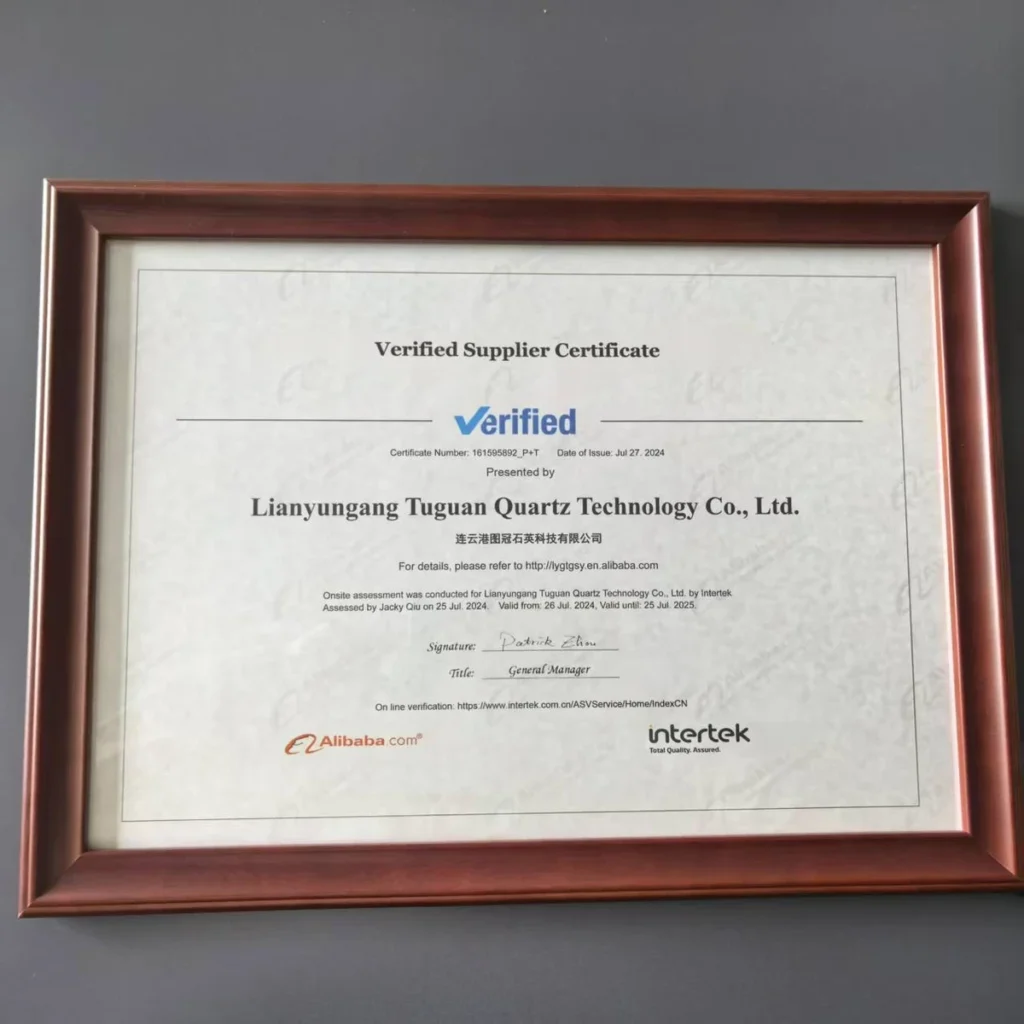 Verified Supplier Certificate
Verified
Certificate Number: 161595892_P+T Date of Issue: Jul 27. 2024
Presented by
Lianyungang Tuguan Quartz Technology Co., Ltd.
连云港图冠石英科技有限公司
For details, please refer to http://lygtgsy.en.alibaba.com
Onsite assessment was conducted for Lianyungang Tuguan Quartz Technology Co., Ltd. by Intertek
Assessed by Jacky Qiu on 25 Jul. 2024. Valid from: 26 Jul. 2024, Valid until: 25 Jul. 2025.
Signature: Patrick Zhou
Title: General Manager
On line verification: https://www.intertek.com.cn/ASVService/Home/IndexCN
Alibaba.com®
intertek
Total Quality. Assured.